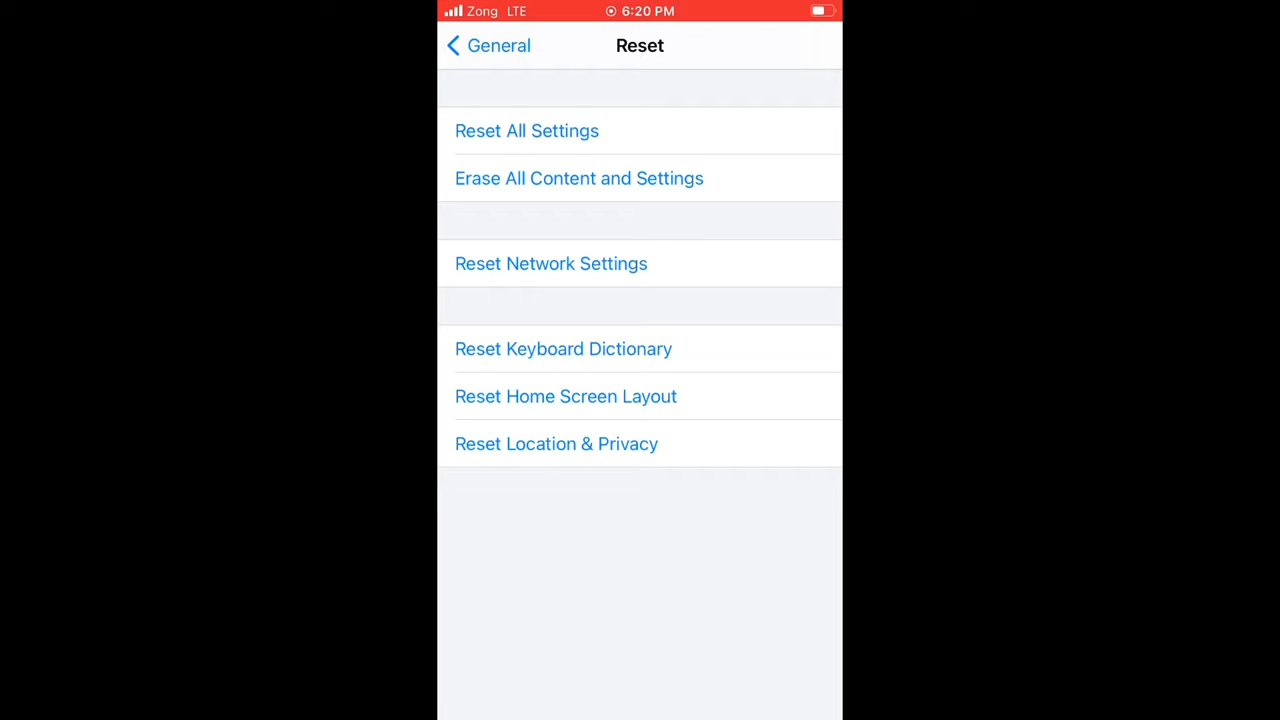 Zong LTE 6:20 PM
General Reset
Reset All Settings
Erase All Content and Settings
Reset Network Settings
Reset Keyboard Dictionary
Reset Home Screen Layout
Reset Location & Privacy